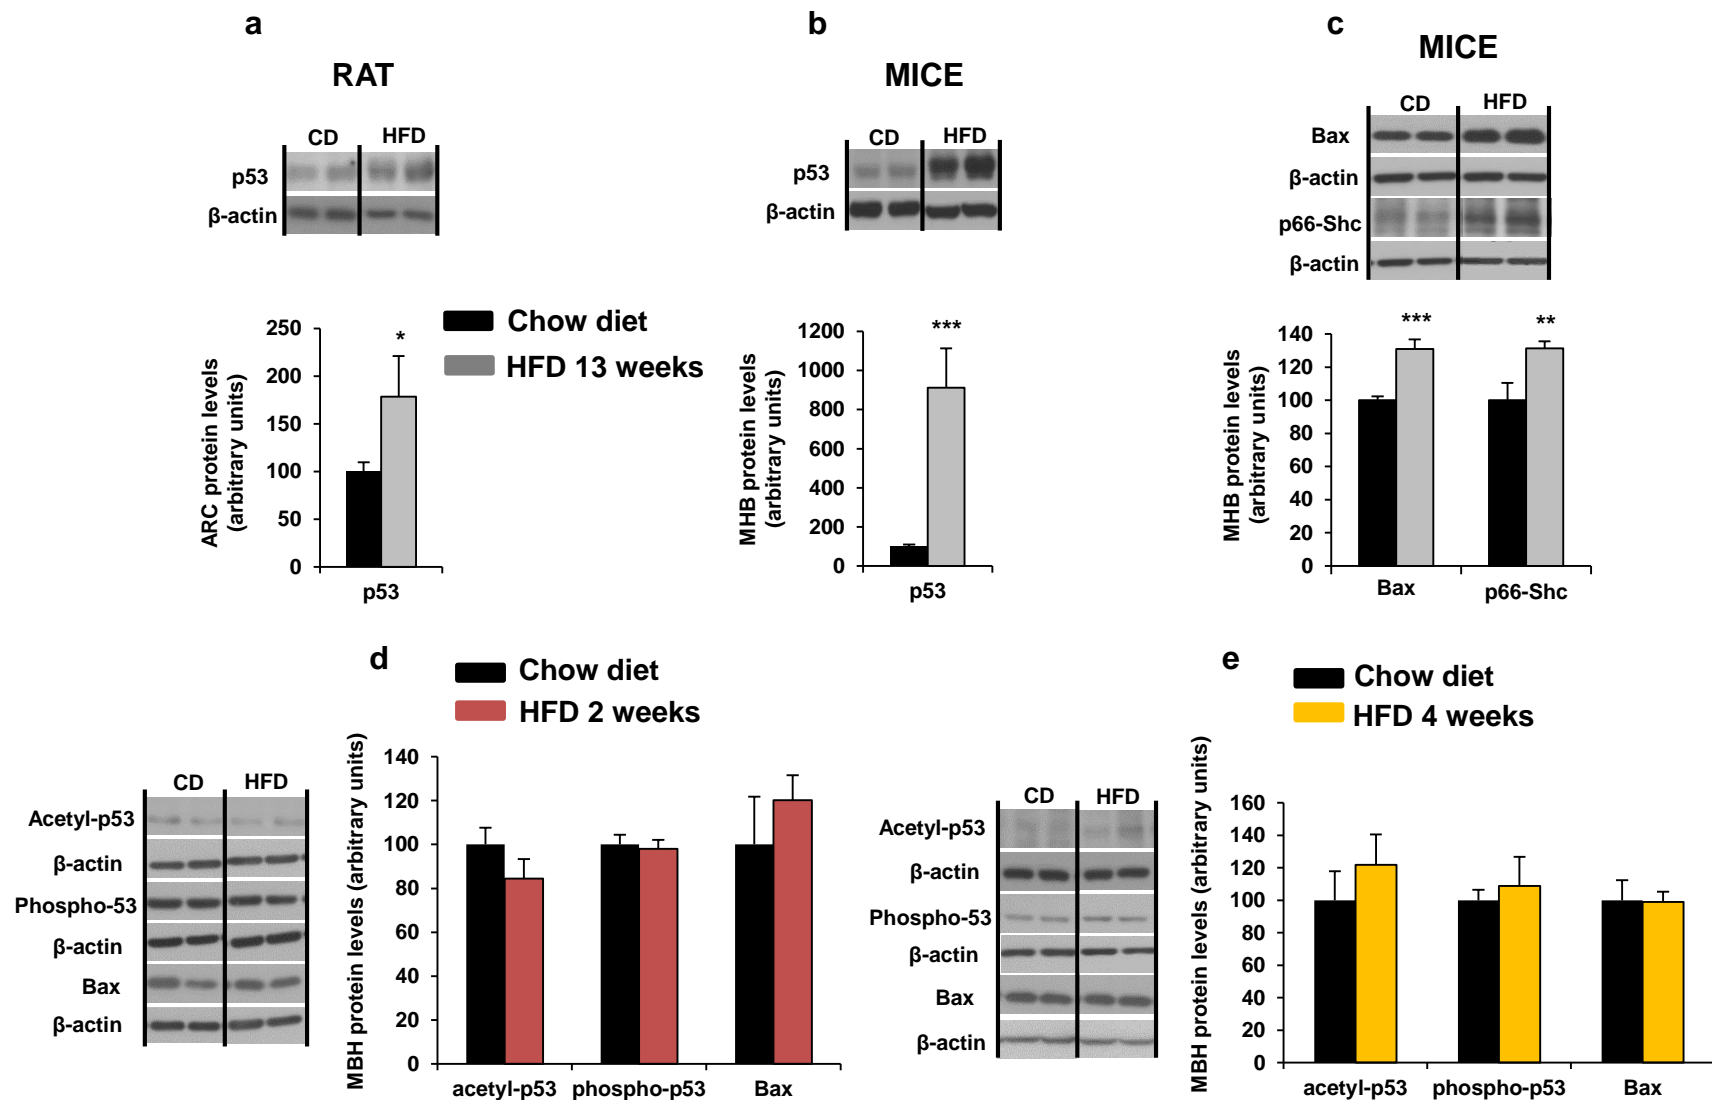 a
RAT
CD HFD
p53
β-actin
ARC protein levels
(arbitrary units)
250
200
150
100
50
0
*
p53
Chow diet
HFD 13 weeks
b
MICE
CD HFD
p53
β-actin
MHB protein levels
(arbitrary units)
1200
1000
800
600
400
200
0
***
p53
c
MICE
CD HFD
Bax
β-actin
p66-Shc
β-actin
MHB protein levels
(arbitrary units)
140
120
100
80
60
40
20
0
*** **
Bax p66-Shc
d
Chow diet
HFD 2 weeks
CD HFD
Acetyl-p53
β-actin
Phospho-53
β-actin
Bax
β-actin
MBH protein levels (arbitrary units)
140
120
100
80
60
40
20
0
acetyl-p53 phospho-p53 Bax
e
Chow diet
HFD 4 weeks
CD HFD
Acetyl-p53
β-actin
Phospho-53
β-actin
Bax
β-actin
MBH protein levels (arbitrary units)
160
140
120
100
80
60
40
20
0
acetyl-p53 phospho-p53 Bax